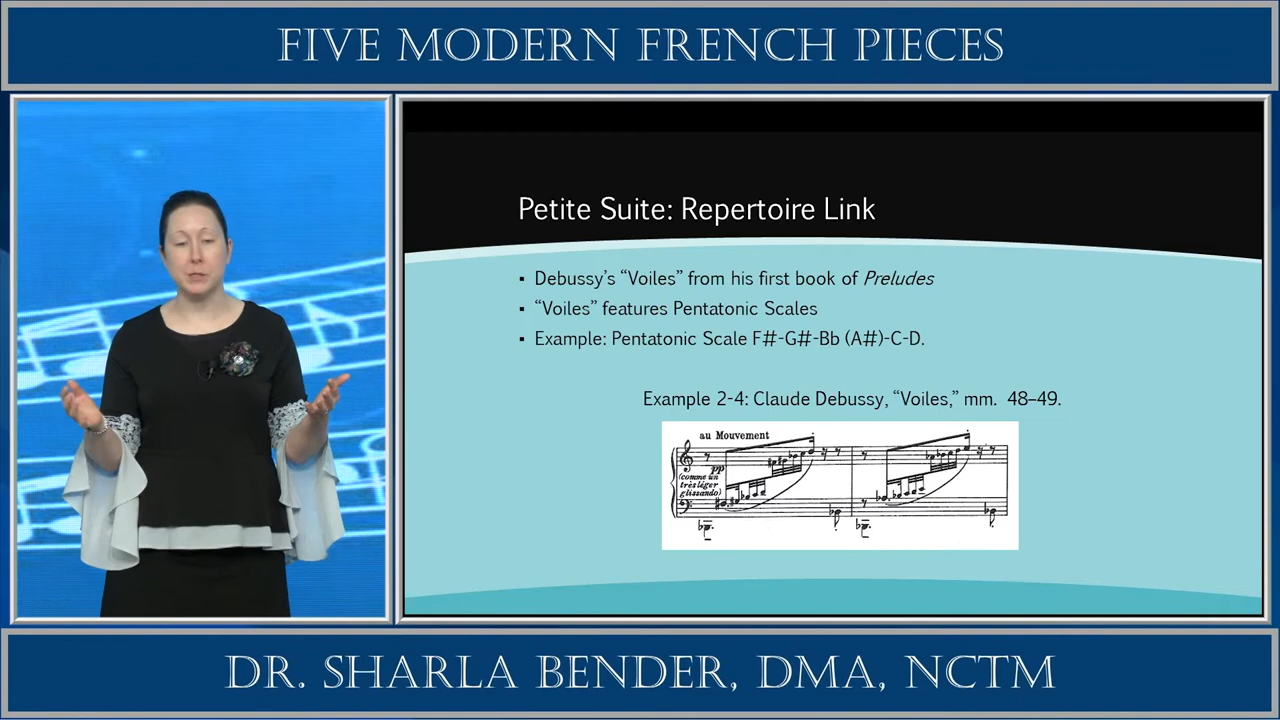 FIVE MODERN FRENCH PIECES
Petite Suite: Repertoire Link
▪ Debussy's “Voiles” from his first book of Preludes
▪ “Voiles” features Pentatonic Scales
▪ Example: Pentatonic Scale F#-G#-Bb (A#)-C-D.
Example 2-4: Claude Debussy, “Voiles,” mm. 48–49.
au Mouvement
pp
(comme un
très léger
glissando)
DR. SHARLA BENDER, DMA, NCTM